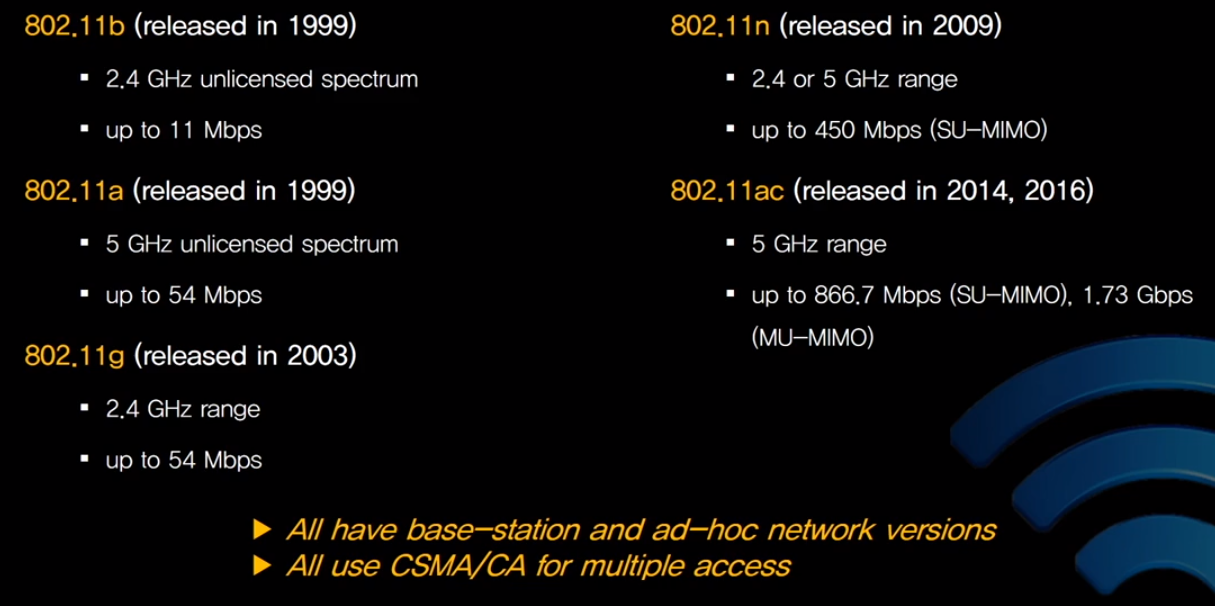 802.11b (released in 1999)
▪ 2.4 GHz unlicensed spectrum
▪ up to 11 Mbps
802.11a (released in 1999)
▪ 5 GHz unlicensed spectrum
▪ up to 54 Mbps
802.11g (released in 2003)
▪ 2.4 GHz range
▪ up to 54 Mbps
802.11n (released in 2009)
▪ 2.4 or 5 GHz range
▪ up to 450 Mbps (SU-MIMO)
802.11ac (released in 2014, 2016)
▪ 5 GHz range
▪ up to 866.7 Mbps (SU-MIMO), 1.73 Gbps
(MU-MIMO)
▶ All have base-station and ad-hoc network versions
▶ All use CSMA/CA for multiple access